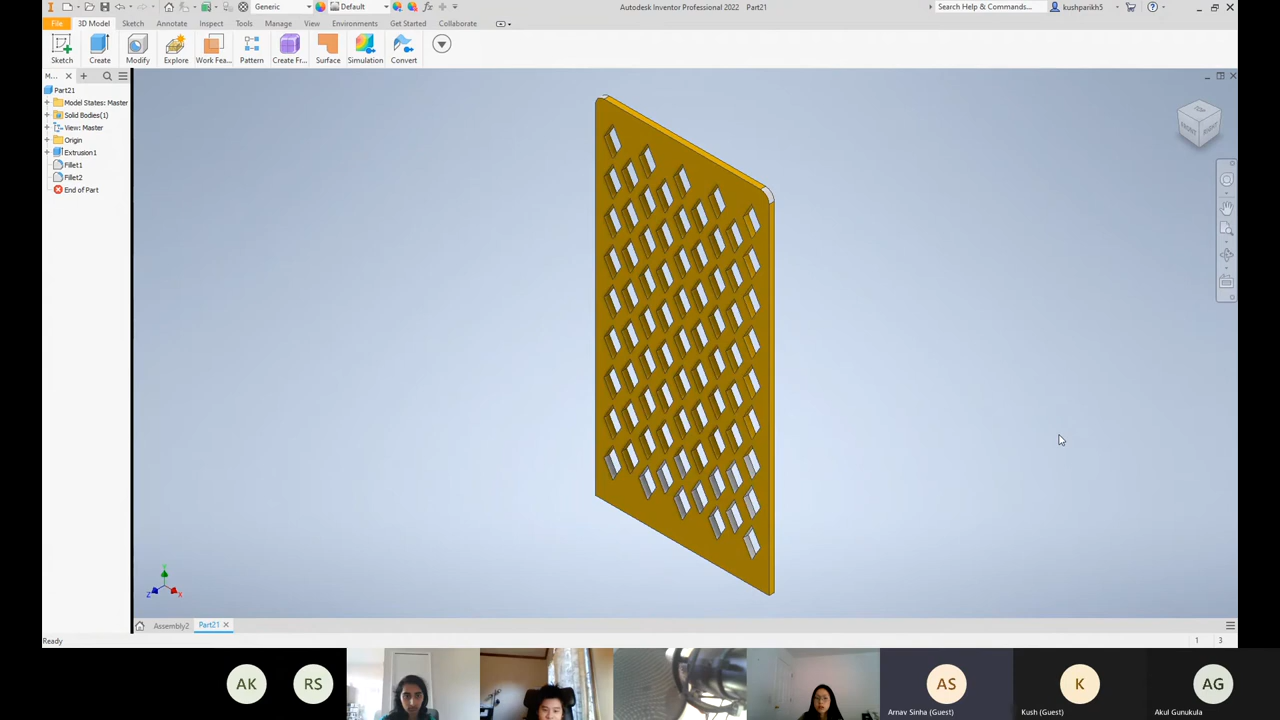 Generic
Default
Autodesk Inventor Professional 2022 Part21
Search Help & Commands...
kushparikh5
File 3D Model Sketch Annotate Inspect Tools Manage View Environments Get Started Collaborate
Sketch Create Modify Explore Work Fea... Pattern Create Fr... Surface Simulation Convert
M...
Part21
Model States: Master
Solid Bodies(1)
View: Master
Origin
Extrusion1
Fillet1
Fillet2
End of Part
FRONT RIGHT
Y
Z X
Assembly2 Part21
Ready 1 3
AK RS AS K AG
Arnav Sinha (Guest) Kush (Guest) Akul Gunukula